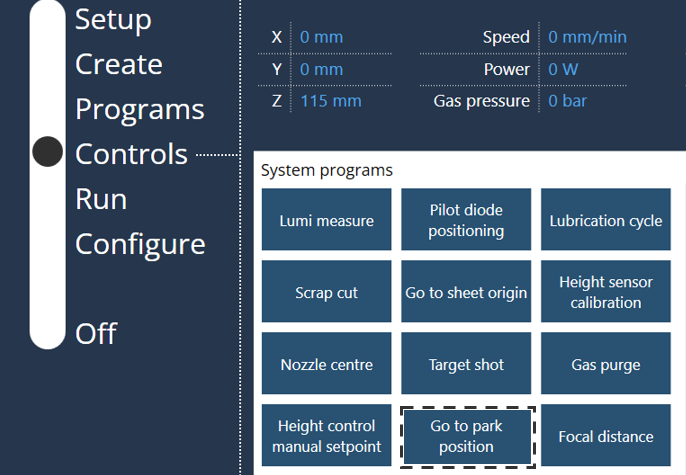 Setup
Create
Programs
Controls
Run
Configure
Off
X 0 mm Speed 0 mm/min
Y 0 mm Power 0 W
Z 115 mm Gas pressure 0 bar
System programs
Lumi measure
Pilot diode
positioning
Lubrication cycle
Scrap cut
Go to sheet origin
Height sensor
calibration
Nozzle centre
Target shot
Gas purge
Height control
manual setpoint
Go to park
position
Focal distance